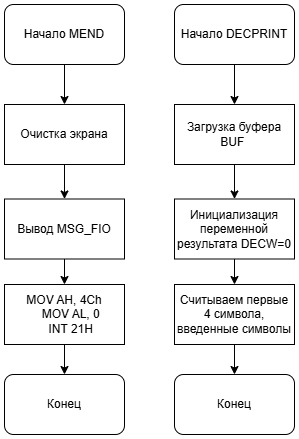 Начало MEND
Очистка экрана
Вывод MSG_FIO
MOV AH, 4Ch
MOV AL, 0
INT 21H
Конец
Начало DECPRINT
Загрузка буфера
BUF
Инициализация
переменной
результата DECW=0
Считываем первые
4 символа,
введенные символы
Конец